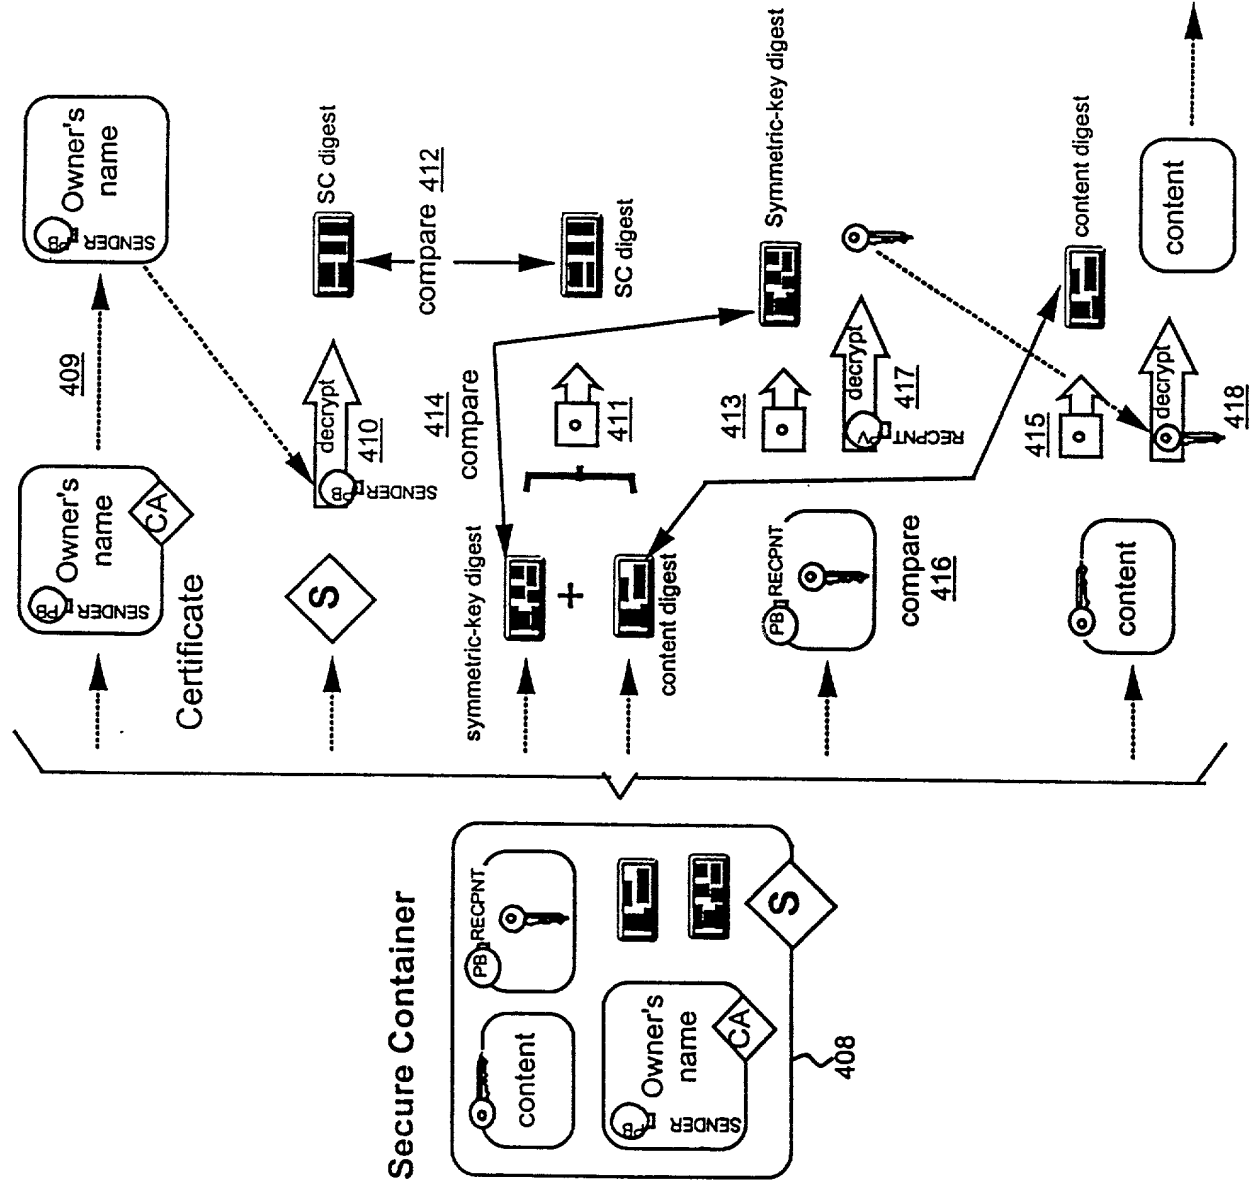 Secure Container
content
PB
RECPNT
PB
SENDER
Owner's
name
CA
S
408
PB
SENDER
Owner's
name
CA
Certificate
409
PB
SENDER
Owner's
name
S
decrypt
PB
SENDER
410
SC digest
compare 412
SC digest
symmetric-key digest
+
content digest
414
compare
411
Symmetric-key digest
413
PB
RECPNT
compare
416
decrypt
PV
RECPNT
417
content digest
415
content
decrypt
418
content